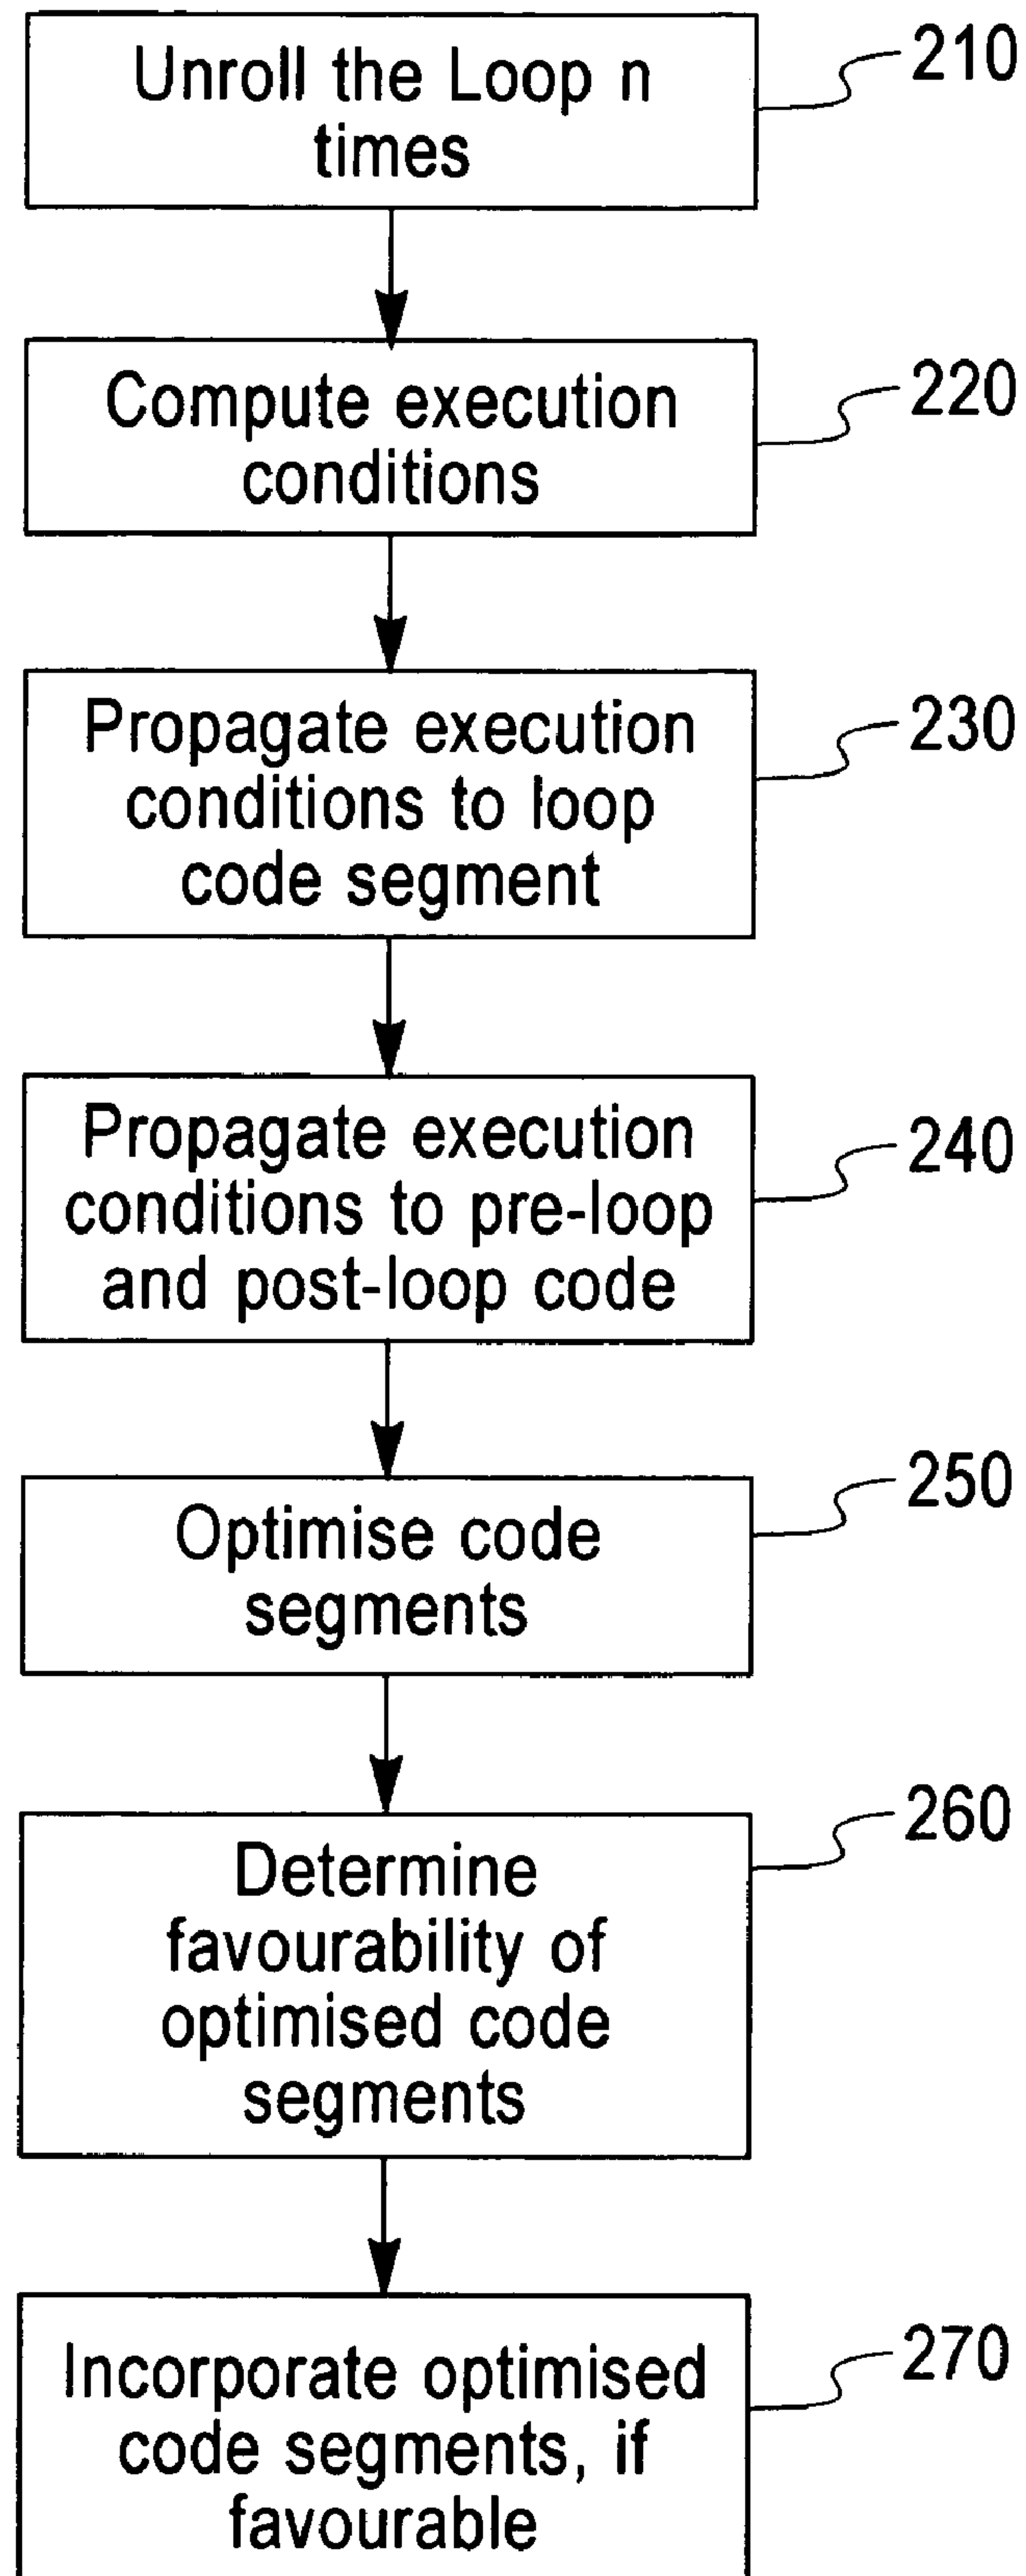 Unroll the Loop n
times
210
Compute execution
conditions
220
Propagate execution
conditions to loop
code segment
230
Propagate execution
conditions to pre-loop
and post-loop code
240
Optimise code
segments
250
Determine
favourability of
optimised code
segments
260
Incorporate optimised
code segments, if
favourable
270